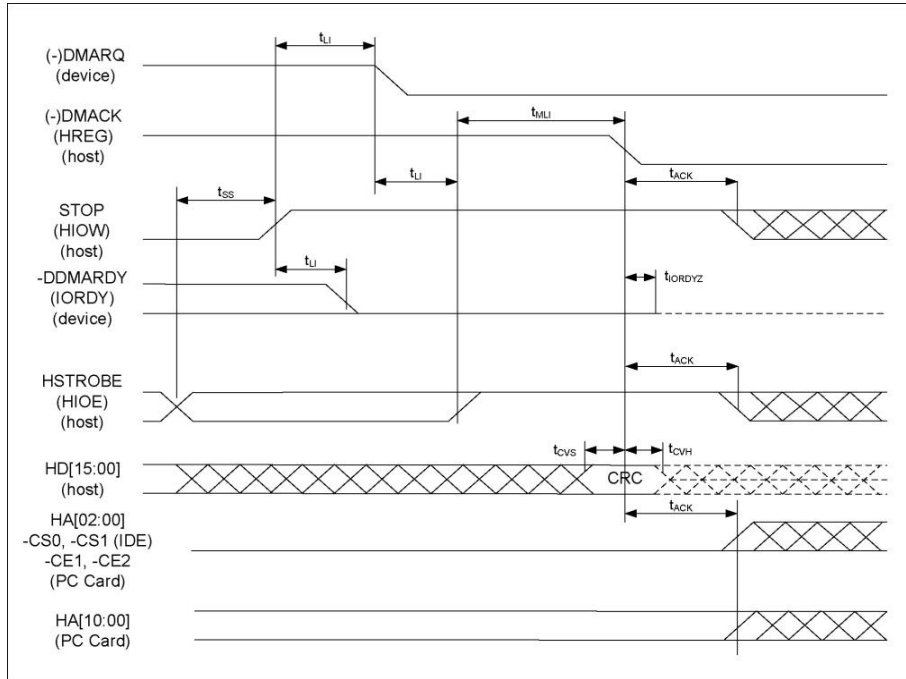 tLI
(-)DMARQ
(device)
(-)DMACK
(HREG)
(host)
tMLI
tLI
tACK
tSS
STOP
(HIOW)
(host)
tLI
-DDMARDY
(IORDY)
(device)
tIORDYZ
HSTROBE
(HIOE)
(host)
tACK
tCVS
tCVH
HD[15:00]
(host)
CRC
HA[02:00]
-CS0, -CS1 (IDE)
-CE1, -CE2
(PC Card)
tACK
HA[10:00]
(PC Card)